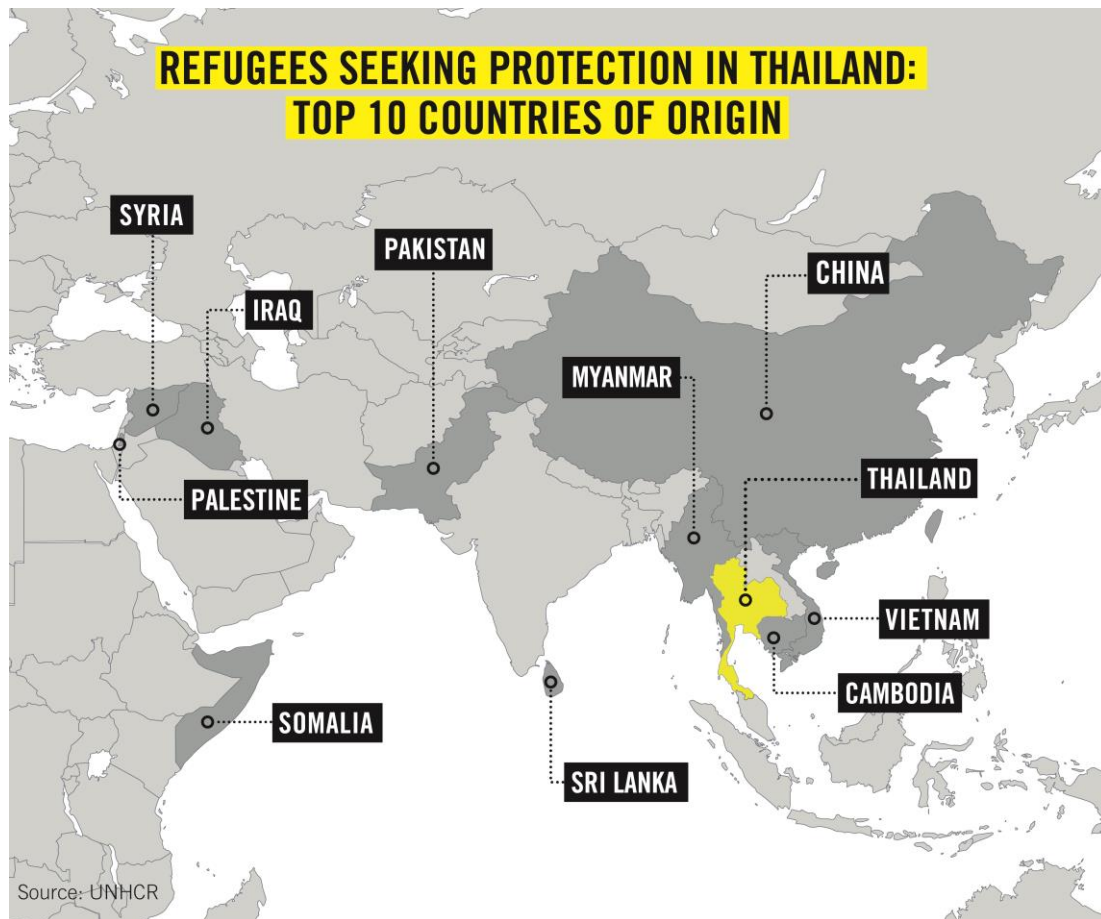 REFUGEES SEEKING PROTECTION IN THAILAND:
TOP 10 COUNTRIES OF ORIGIN
SYRIA
PAKISTAN
CHINA
IRAQ
MYANMAR
THAILAND
PALESTINE
VIETNAM
CAMBODIA
SOMALIA
SRI LANKA
Source: UNHCR